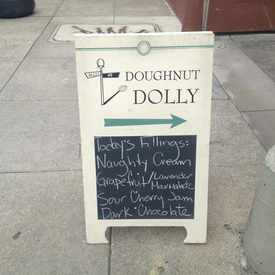 DOUGHNUT
DOLLY
Today's fillings:
Naughty Cream
Grapefruit/Lavender
Marmalade
Sour Cherry Jam
Dark Chocolate